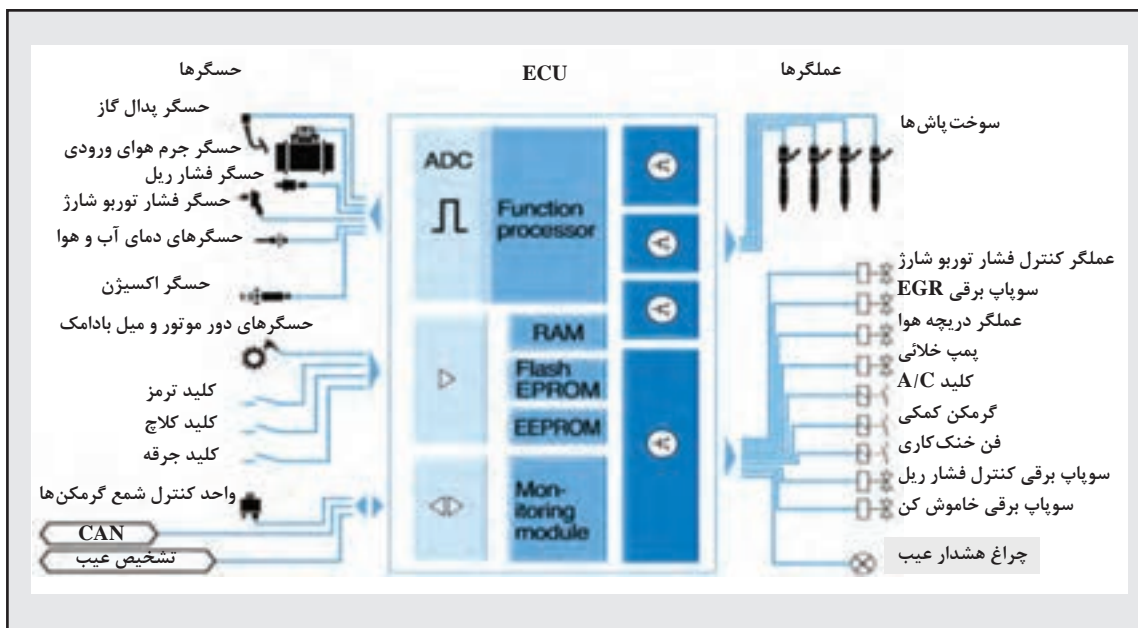 حسگرها
ECU
عملگرها
حسگر پدال گاز
حسگر جرم هوای ورودی
حسگر فشار ریل
حسگر فشار توربو شارژ
حسگرهای دمای آب و هوا
حسگر اکسیژن
حسگرهای دور موتور و میل بادامک
کلید ترمز
کلید کلاچ
کلید جرقه
واحد کنترل شمع گرمکن‌ها
CAN
تشخیص عیب
ADC
Function
processor
RAM
Flash
EPROM
EEPROM
Mon-
itoring
module
سوخت‌پاش‌ها
عملگر کنترل فشار توربو شارژ
سوپاپ برقی EGR
عملگر دریچه هوا
پمپ خلائی
کلید A/C
گرمکن کمکی
فن خنک‌کاری
سوپاپ برقی کنترل فشار ریل
سوپاپ برقی خاموش کن
چراغ هشدار عیب